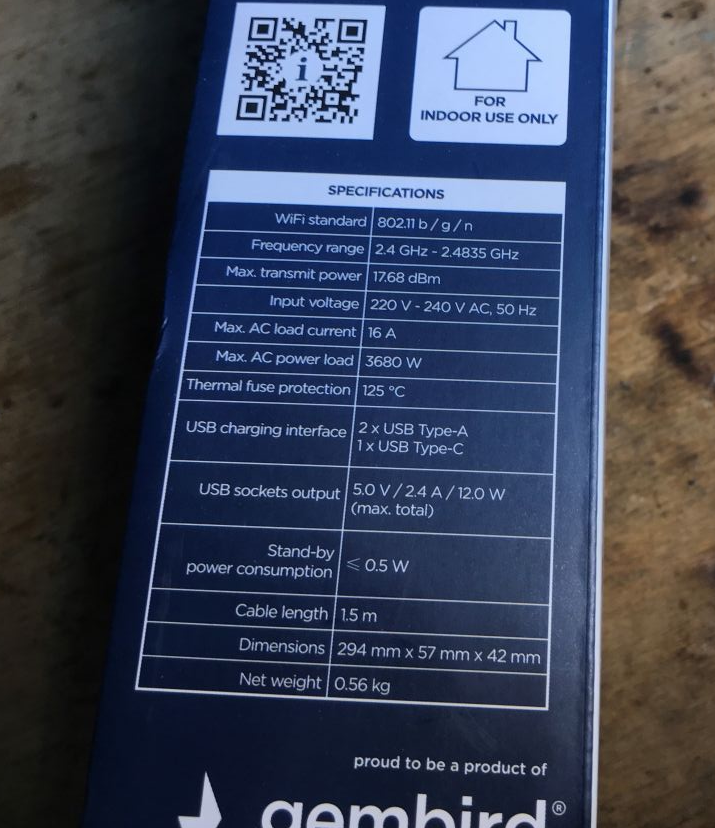 i
FOR
INDOOR USE ONLY
SPECIFICATIONS
WiFi standard 802.11 b / g / n
Frequency range 2.4 GHz - 2.4835 GHz
Max. transmit power 17.68 dBm
Input voltage 220 V - 240 V AC, 50 Hz
Max. AC load current 16 A
Max. AC power load 3680 W
Thermal fuse protection 125 °C
USB charging interface 2 x USB Type-A
1 x USB Type-C
USB sockets output 5.0 V / 2.4 A / 12.0 W
(max. total)
Stand-by
power consumption ⩽ 0.5 W
Cable length 1.5 m
Dimensions 294 mm x 57 mm x 42 mm
Net weight 0.56 kg
proud to be a product of
gembird®